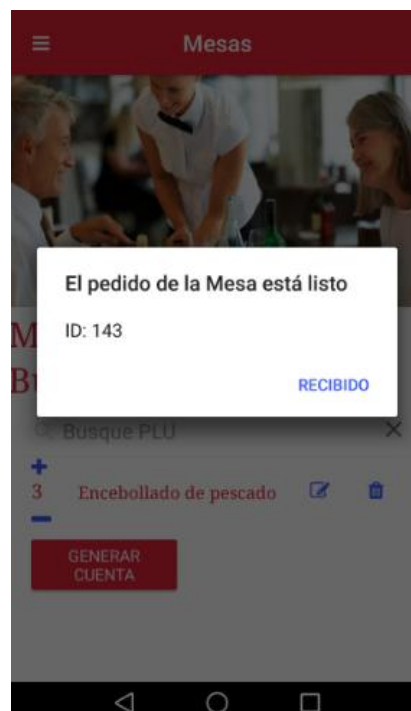 Mesas
El pedido de la Mesa está listo
ID: 143
RECIBIDO
Busque PLU
3 Encebollado de pescado
GENERAR
CUENTA